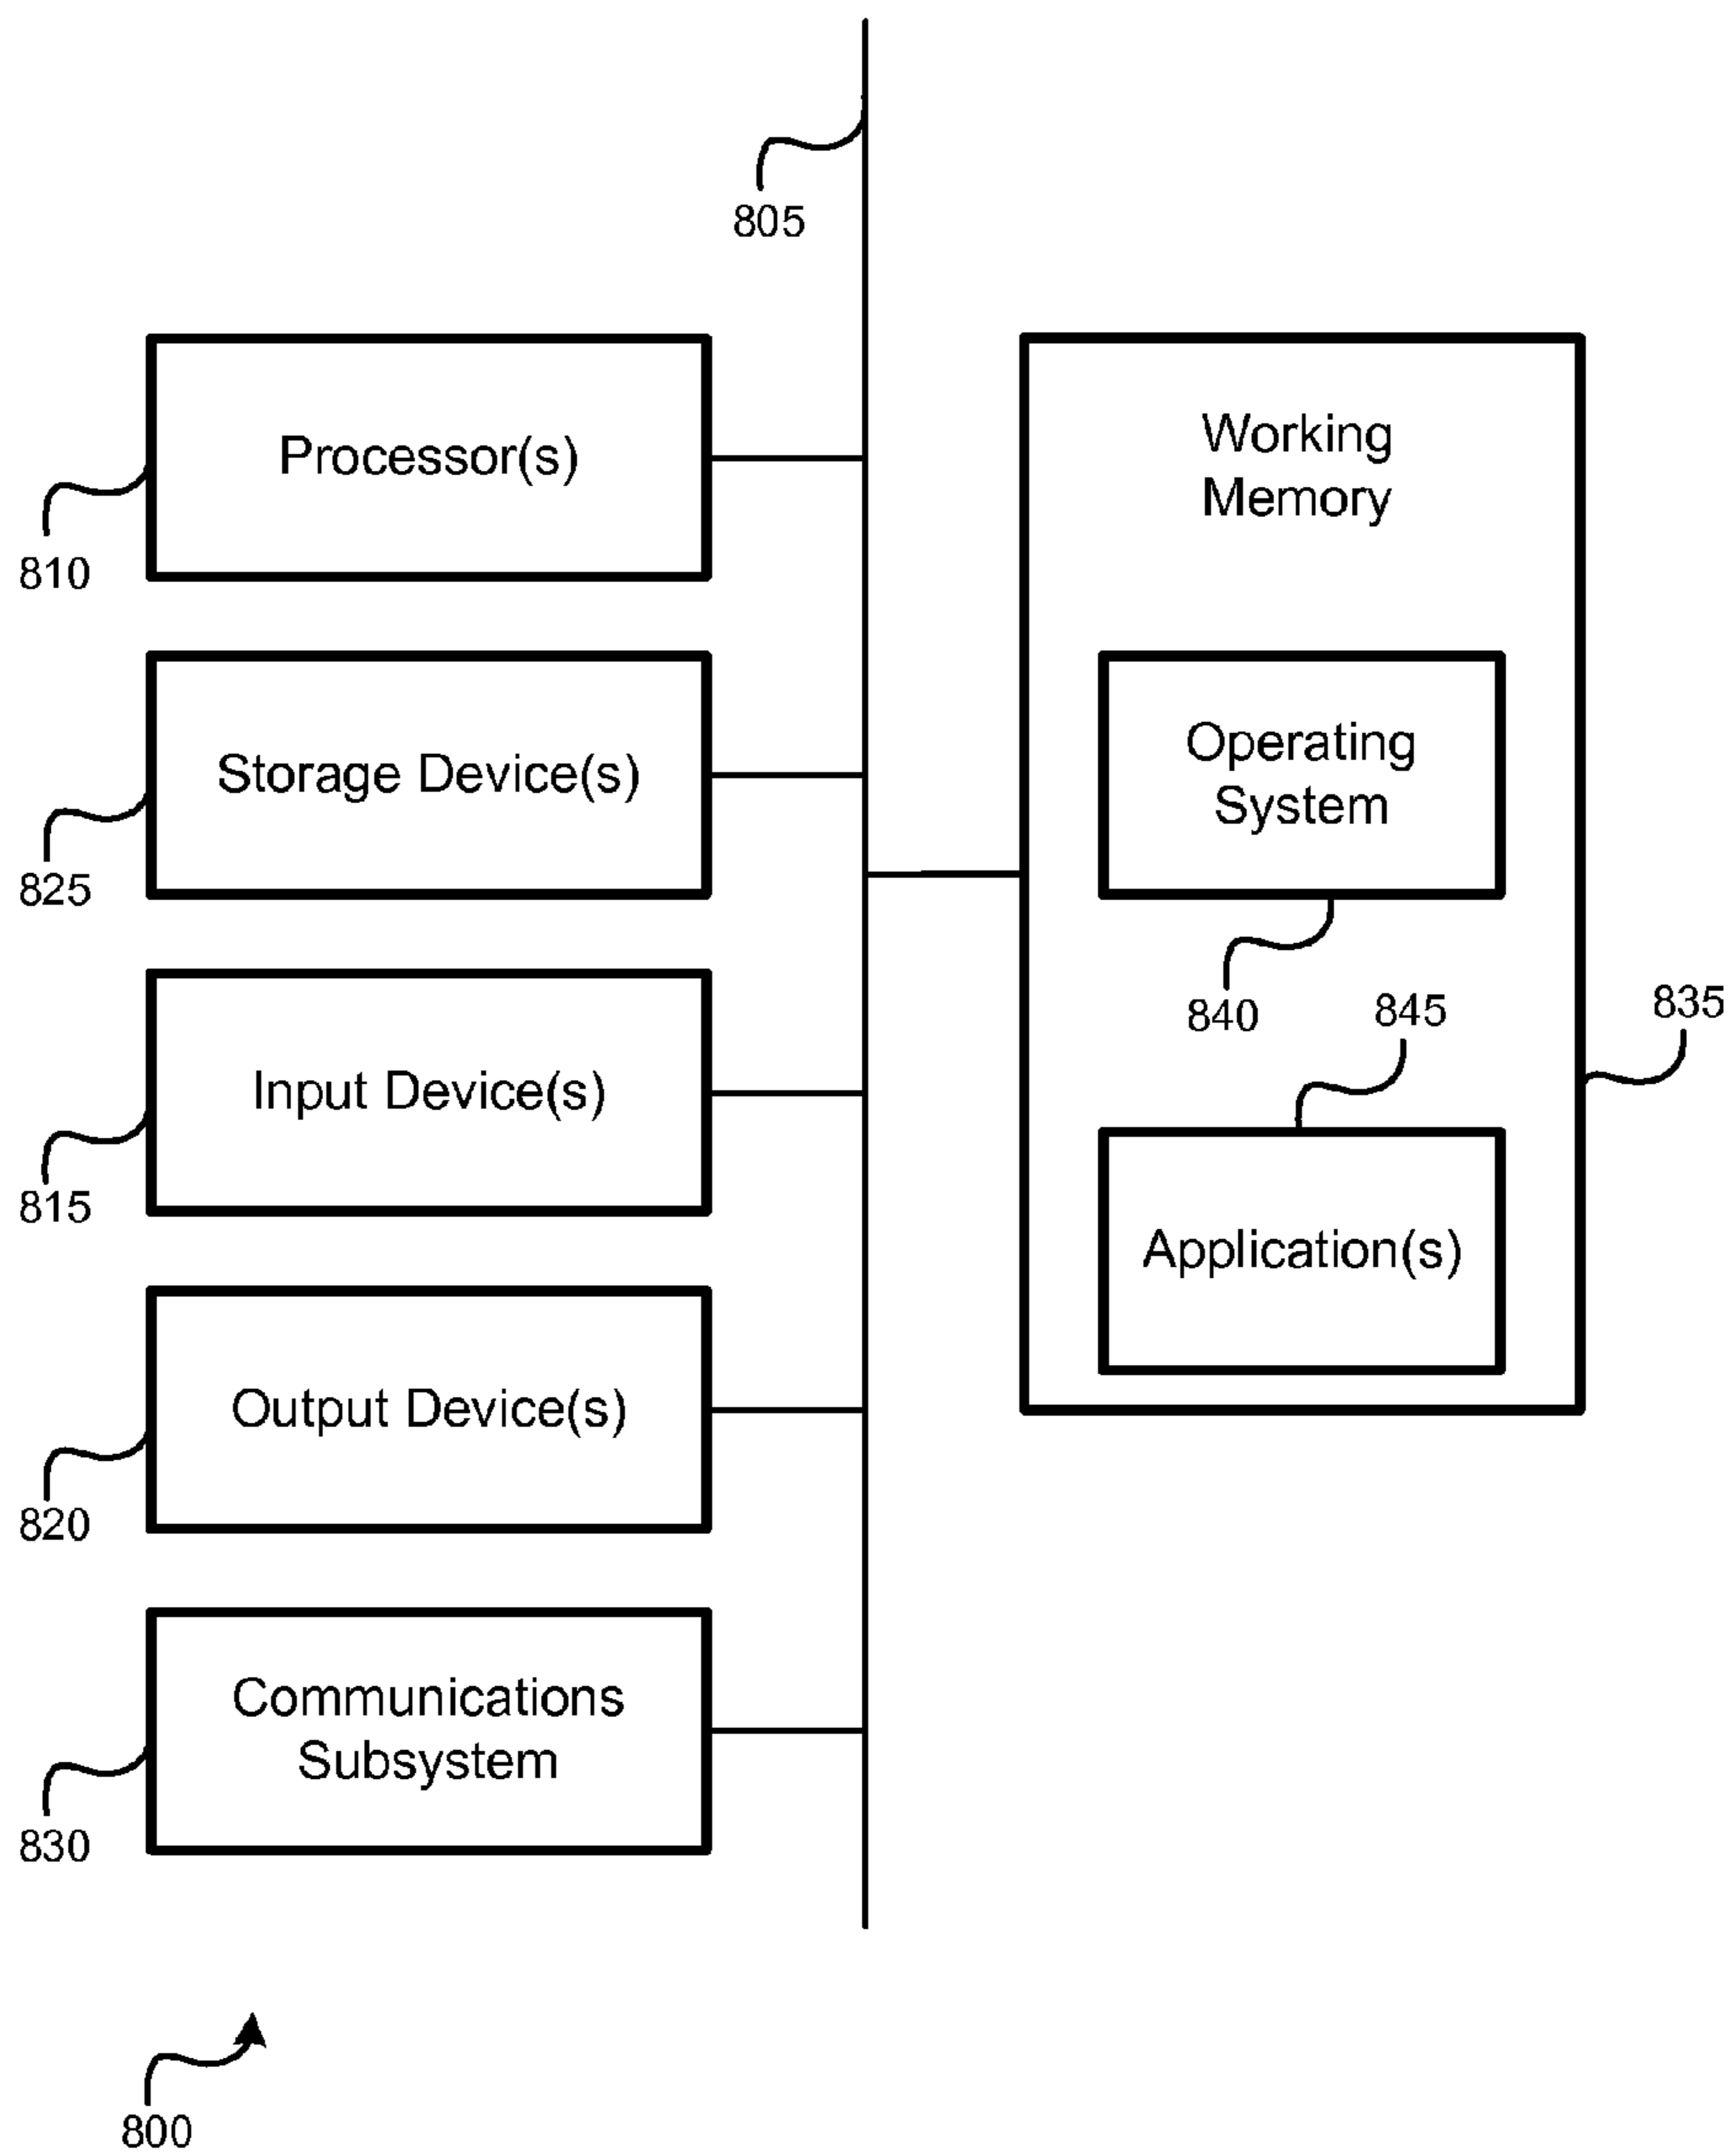 805
Processor(s)
810
Storage Device(s)
825
Input Device(s)
815
Output Device(s)
820
Communications
Subsystem
830
Working
Memory
Operating
System
840
845
835
Application(s)
800